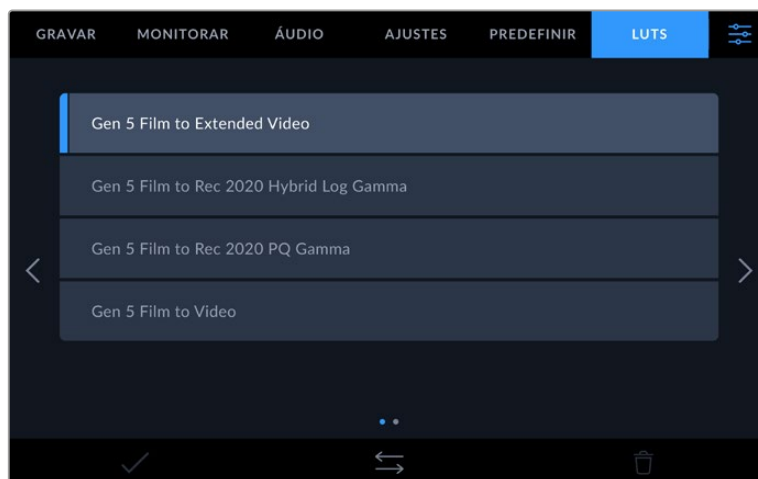 GRAVAR MONITORAR ÁUDIO AJUSTES PREDEFINIR LUTS
Gen 5 Film to Extended Video
Gen 5 Film to Rec 2020 Hybrid Log Gamma
Gen 5 Film to Rec 2020 PQ Gamma
Gen 5 Film to Video